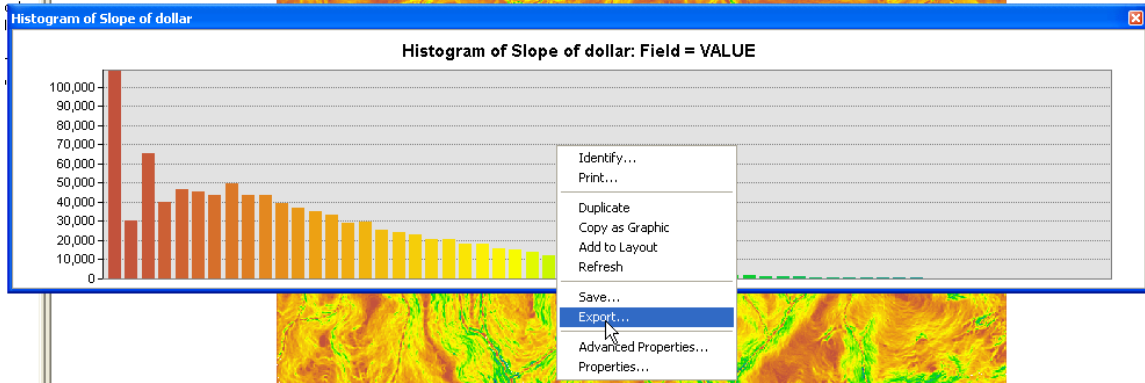 Histogram of Slope of dollar
Histogram of Slope of dollar: Field = VALUE
100,000
90,000
80,000
70,000
60,000
50,000
40,000
30,000
20,000
10,000
0
Identify...
Print...
Duplicate
Copy as Graphic
Add to Layout
Refresh
Save...
Export...
Advanced Properties...
Properties...